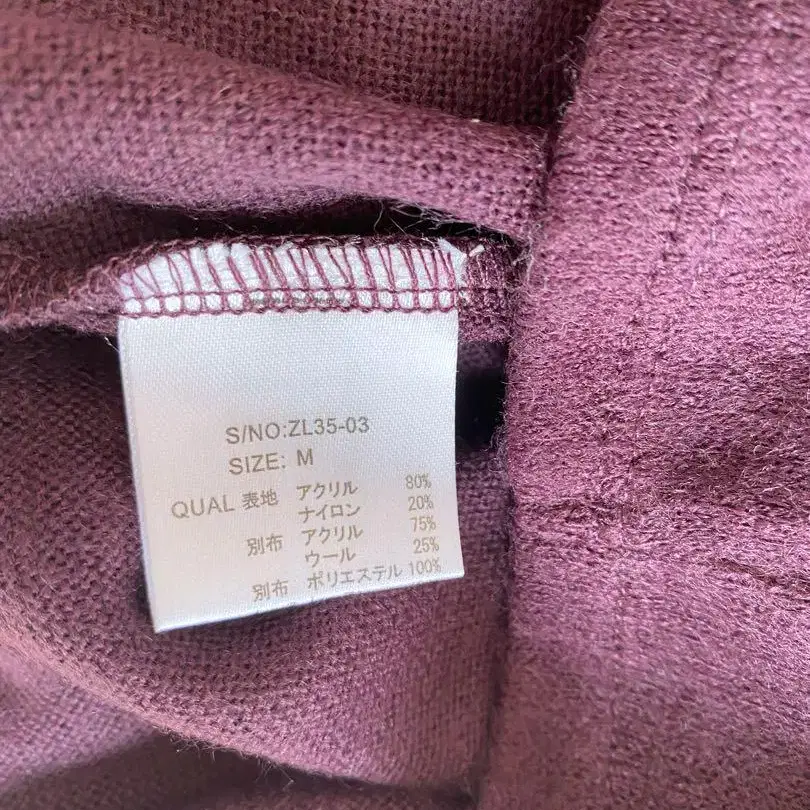 S/NO:ZL35-03
SIZE: M
QUAL 表地 アクリル 80%
ナイロン 20%
別布 アクリル 75%
ウール 25%
別布 ポリエステル 100%